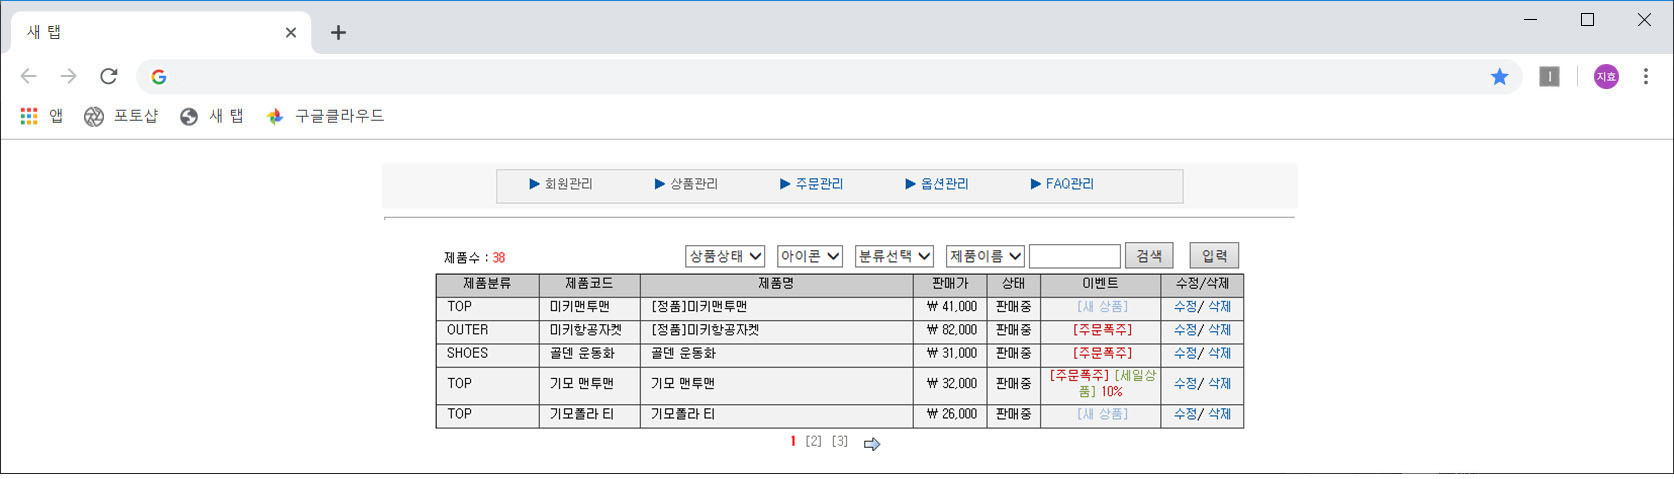 새 탭
지효
앱 포토샵 새 탭 구글클라우드
▶ 회원관리 ▶ 상품관리 ▶ 주문관리 ▶ 옵션관리 ▶ FAQ관리
제품수 : 38 상품상태 아이콘 분류선택 제품이름 검색 입력
제품분류 제품코드 제품명 판매가 상태 이벤트 수정/삭제
TOP 미키맨투맨 [정품]미키맨투맨 ₩ 41,000 판매중 [새 상품] 수정/ 삭제
OUTER 미키항공자켓 [정품]미키항공자켓 ₩ 82,000 판매중 [주문폭주] 수정/ 삭제
SHOES 골덴 운동화 골덴 운동화 ₩ 31,000 판매중 [주문폭주] 수정/ 삭제
TOP 기모 맨투맨 기모 맨투맨 ₩ 32,000 판매중 [주문폭주] [세일상품] 10% 수정/ 삭제
TOP 기모폴라 티 기모폴라 티 ₩ 26,000 판매중 [새 상품] 수정/ 삭제
1 [2] [3]